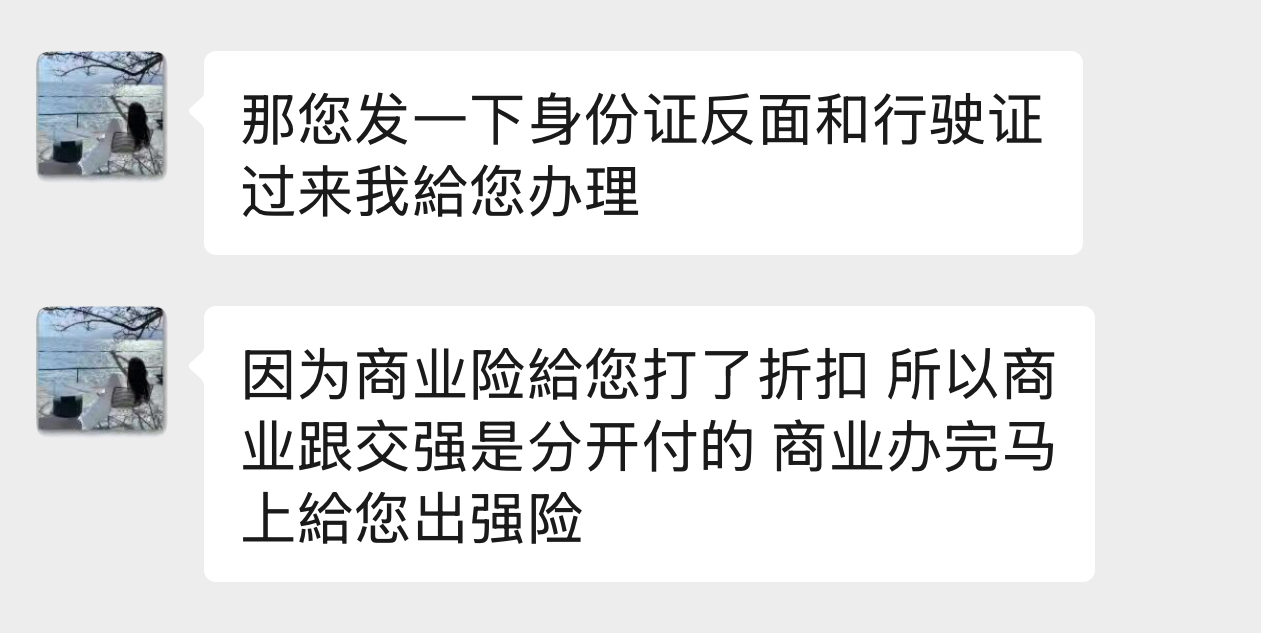 那您发一下身份证反面和行驶证
过来我給您办理
因为商业险給您打了折扣 所以商
业跟交强是分开付的 商业办完马
上給您出强险